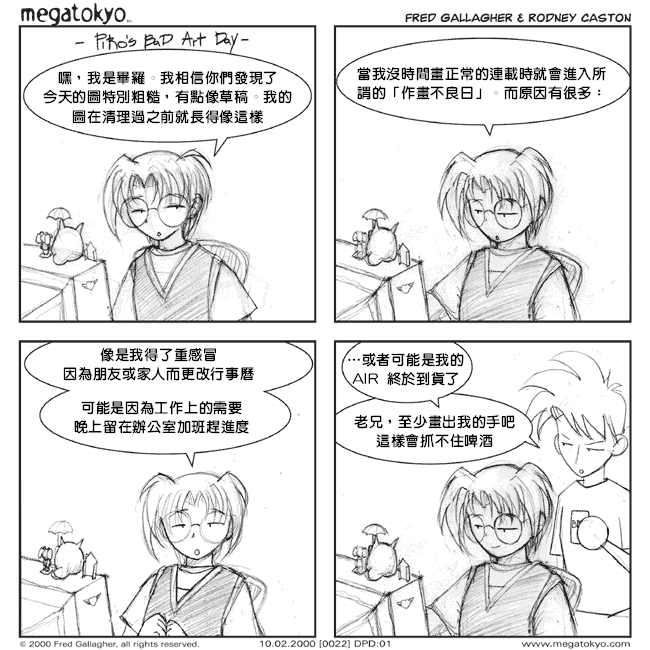 megatokyo™
FRED GALLAGHER & RODNEY CASTON
- Piro's BAD Art Day -
嘿，我是畢羅。我相信你們發現了
今天的圖特別粗糙，有點像草稿。我的
圖在清理過之前就長得像這樣
當我沒時間畫正常的連載時就會進入所
謂的「作畫不良日」。而原因有很多：
像是我得了重感冒
因為朋友或家人而更改行事曆
可能是因為工作上的需要
晚上留在辦公室加班趕進度
…或者可能是我的
AIR 終於到貨了
老兄，至少畫出我的手吧
這樣會抓不住啤酒
© 2000 Fred Gallagher, all rights reserved.
10.02.2000 [0022] DPD:01
www.megatokyo.com